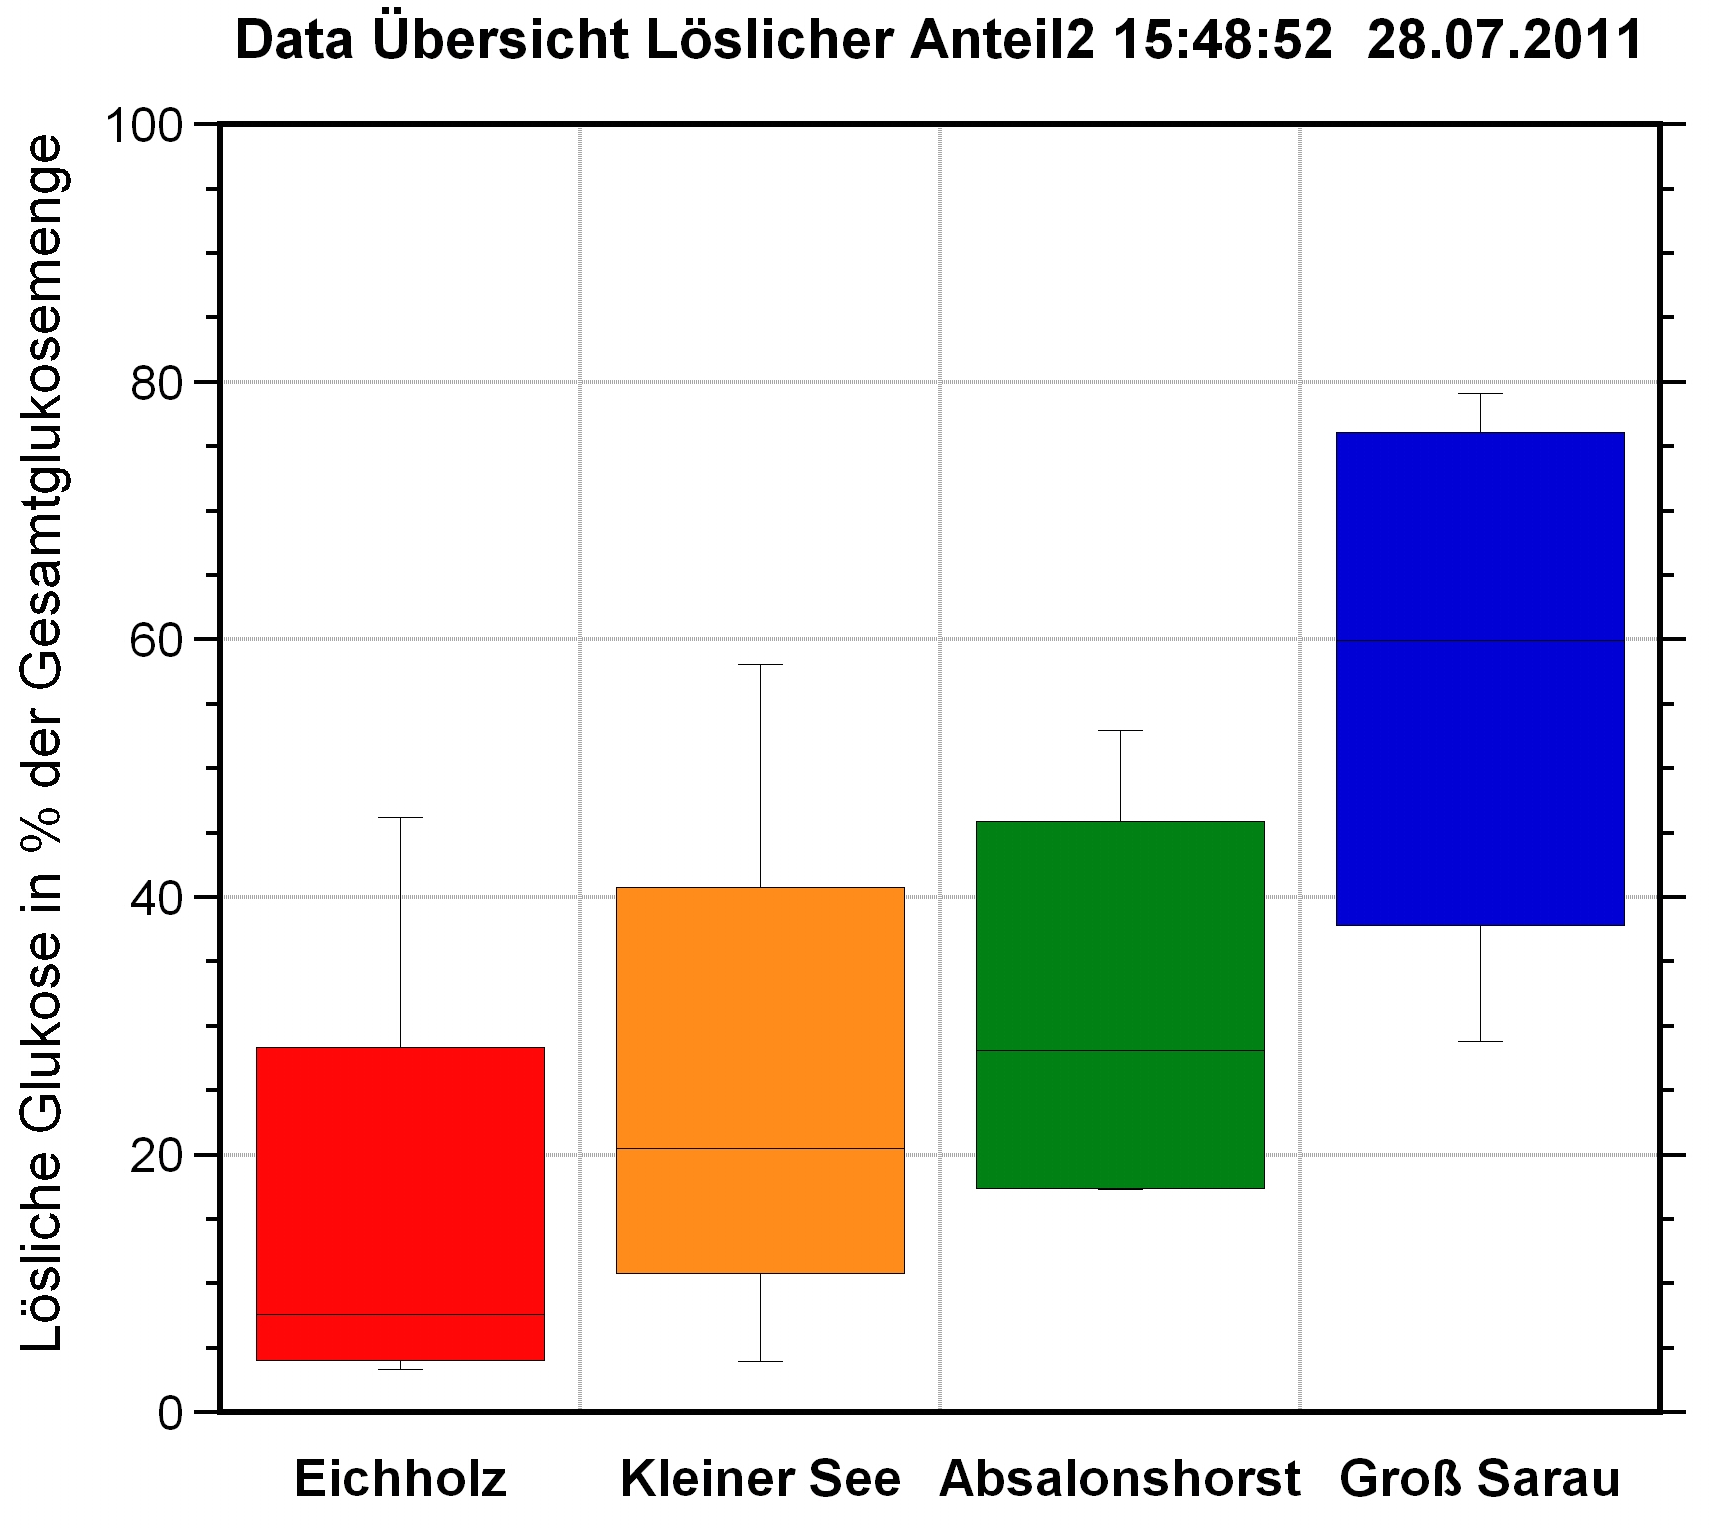 Data Übersicht Löslicher Anteil2 15:48:52  28.07.2011
Lösliche Glukose in % der Gesamtglukosemenge
100
80
60
40
20
0
Eichholz
Kleiner See
Absalonshorst
Groß Sarau